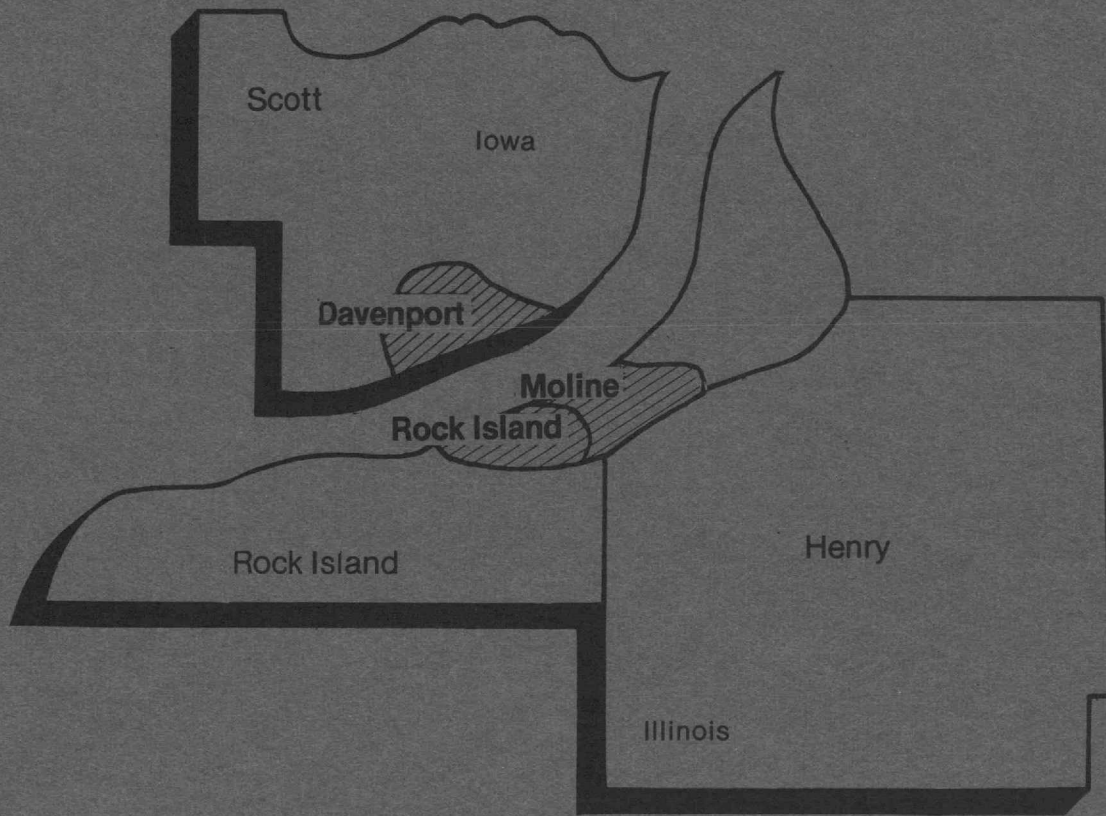 Scott
Iowa
Davenport
Moline
Rock Island
Rock Island
Henry
Illinois